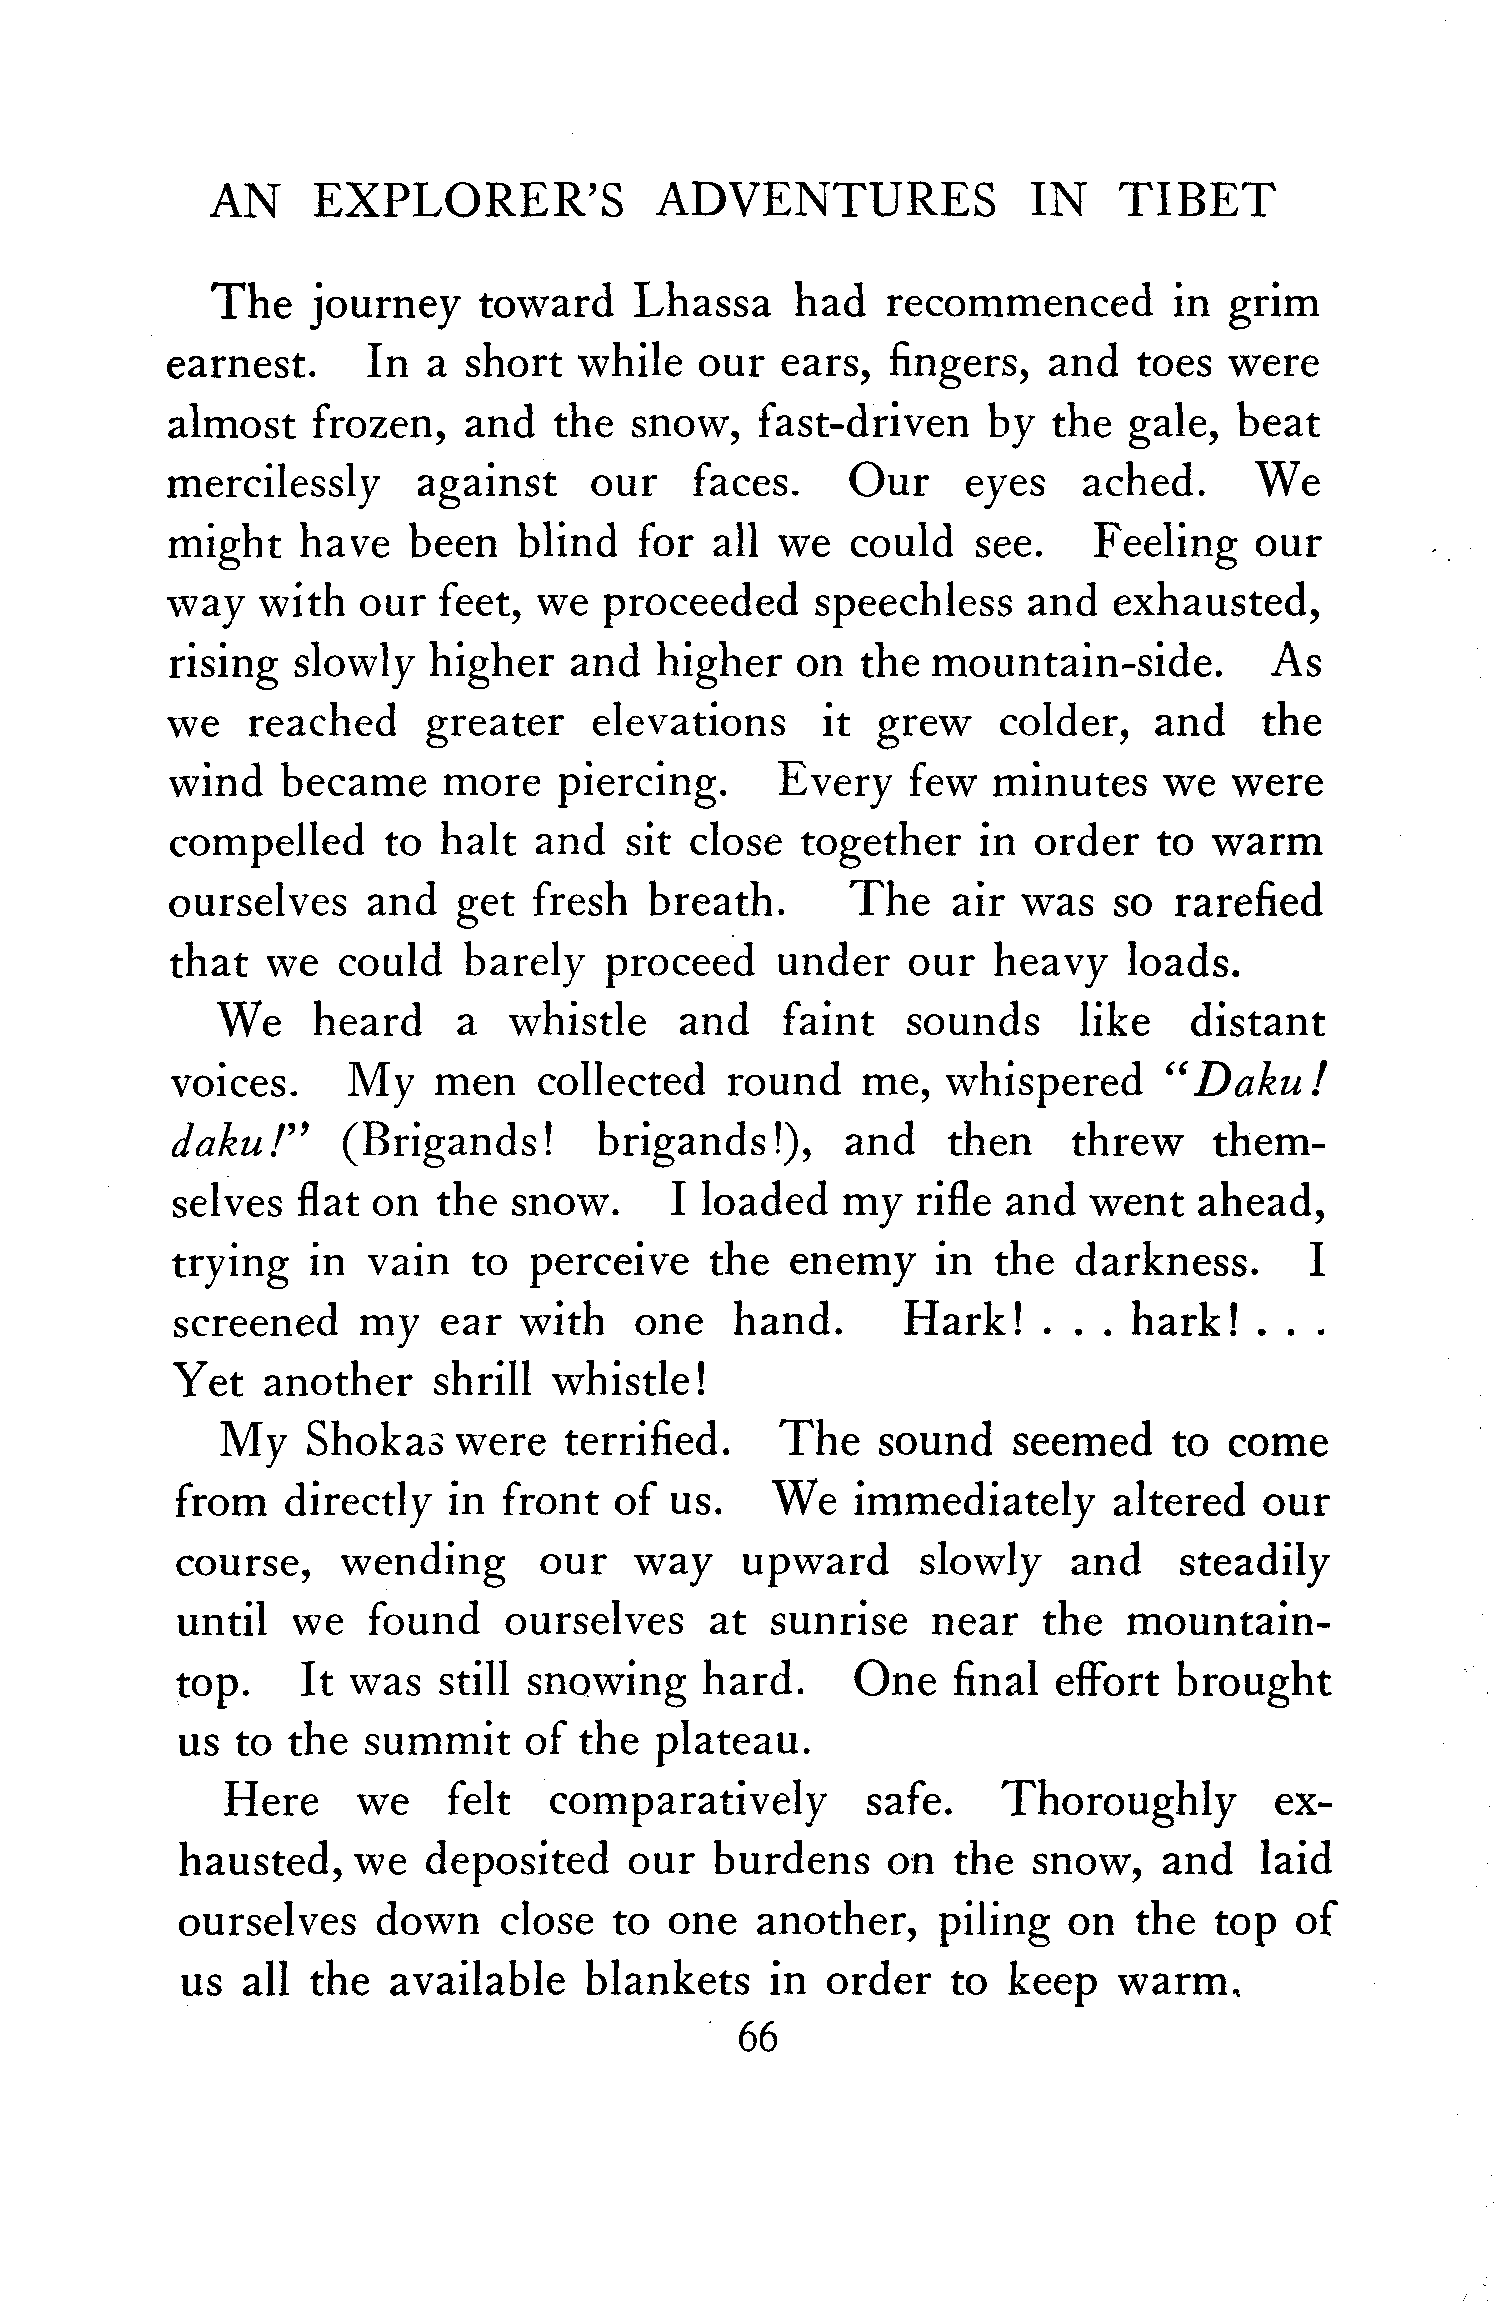 AN EXPLORER'S ADVENTURES IN TIBET
The journey toward Lhassa had recommenced in grim
earnest. In a short while our ears, fingers, and toes were
almost frozen, and the snow, fast-driven by the gale, beat
mercilessly against our faces. Our eyes ached. We
might have been blind for all we could see. Feeling our
way with our feet, we proceeded speechless and exhausted,
rising slowly higher and higher on the mountain-side. As
we reached greater elevations it grew colder, and the
wind became more piercing. Every few minutes we were
compelled to halt and sit close together in order to warm
ourselves and get fresh breath. The air was so rarefied
that we could barely proceed under our heavy loads.
We heard a whistle and faint sounds like distant
voices. My men collected round me, whispered "Daku!
daku!" (Brigands! brigands!), and then threw them-
selves flat on the snow. I loaded my rifle and went ahead,
trying in vain to perceive the enemy in the darkness. I
screened my ear with one hand. Hark! . . . hark! . . .
Yet another shrill whistle!
My Shokas were terrified. The sound seemed to come
from directly in front of us. We immediately altered our
course, wending our way upward slowly and steadily
until we found ourselves at sunrise near the mountain-
top. It was still snowing hard. One final effort brought
us to the summit of the plateau.
Here we felt comparatively safe. Thoroughly ex-
hausted, we deposited our burdens on the snow, and laid
ourselves down close to one another, piling on the top of
us all the available blankets in order to keep warm.
66